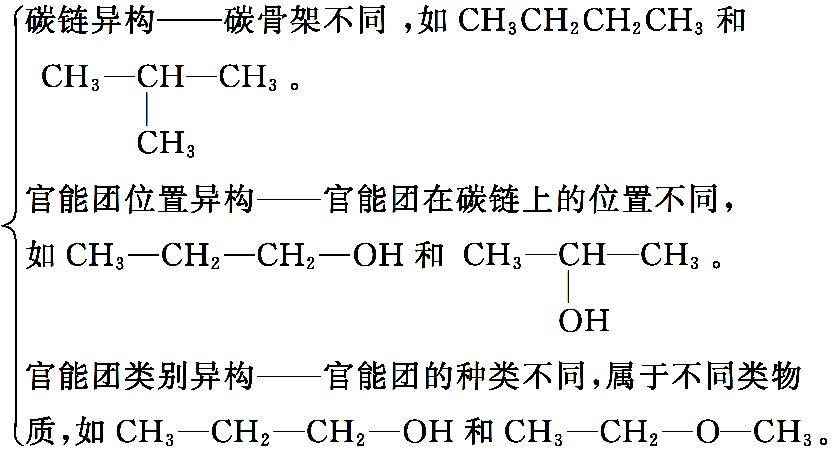 碳链异构——碳骨架不同,如 CH₃CH₂CH₂CH₃ 和
CH₃—CH—CH₃。
CH₃
官能团位置异构——官能团在碳链上的位置不同,
如 CH₃—CH₂—CH₂—OH 和 CH₃—CH—CH₃。
OH
官能团类别异构——官能团的种类不同,属于不同类物
质,如 CH₃—CH₂—CH₂—OH 和 CH₃—CH₂—O—CH₃。